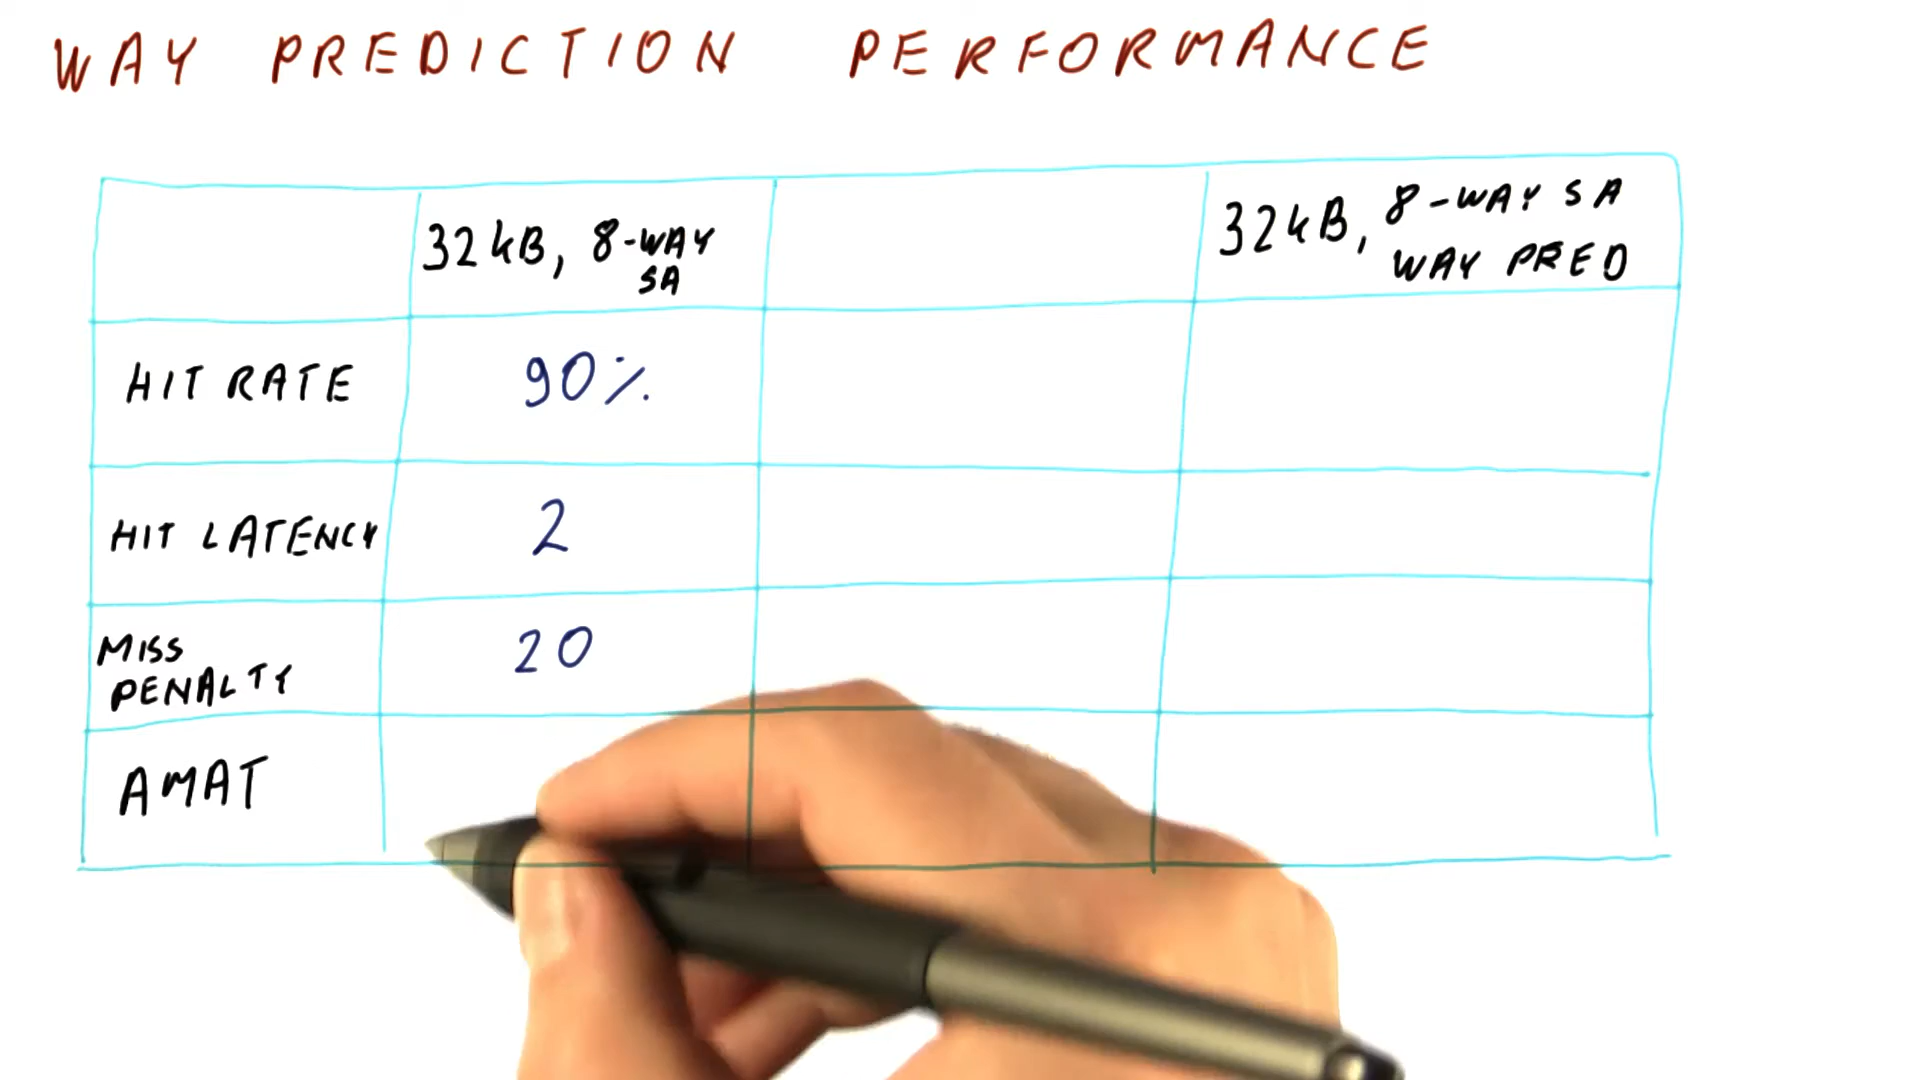 WAY PREDICTION PERFORMANCE
32kB, 8-WAY SA
32kB, 8-WAY SA WAY PRED
HIT RATE 90%
HIT LATENCY 2
MISS PENALTY 20
AMAT